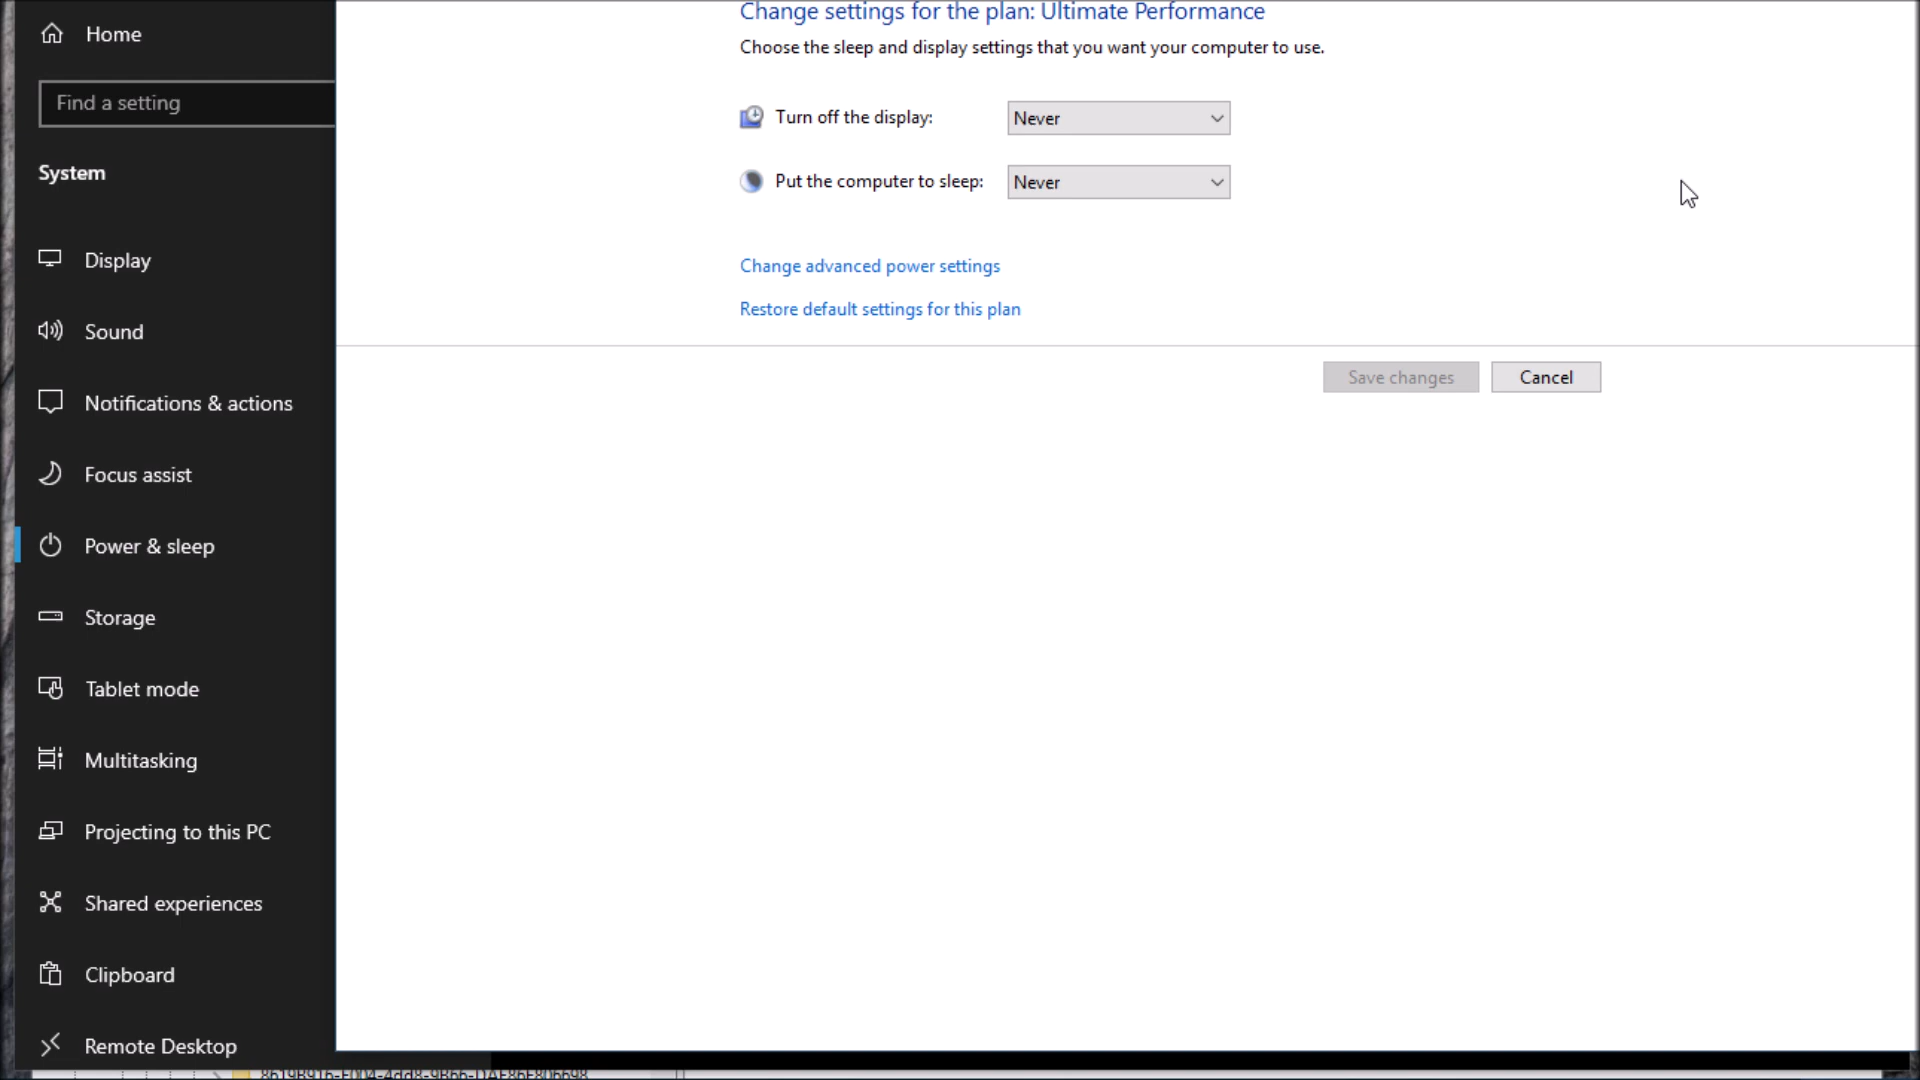 Home
Find a setting
System
Display
Sound
Notifications & actions
Focus assist
Power & sleep
Storage
Tablet mode
Multitasking
Projecting to this PC
Shared experiences
Clipboard
Remote Desktop
Change settings for the plan: Ultimate Performance
Choose the sleep and display settings that you want your computer to use.
Turn off the display: Never
Put the computer to sleep: Never
Change advanced power settings
Restore default settings for this plan
Save changes Cancel